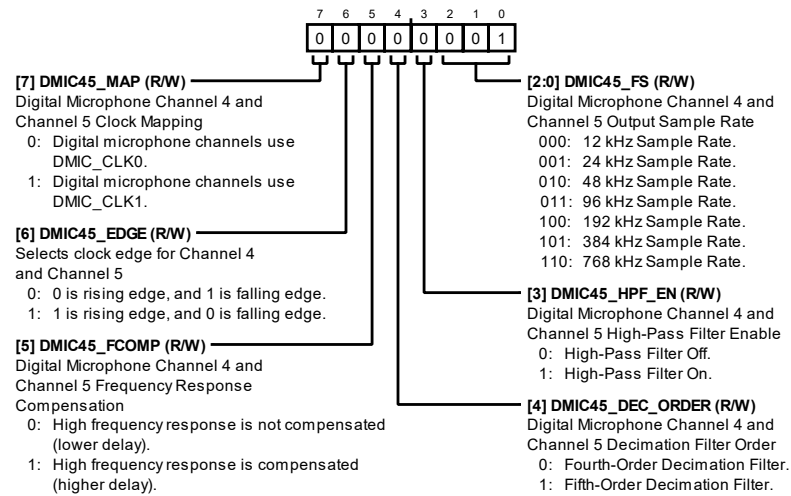 7 6 5 4 3 2 1 0
0 0 0 0 0 0 0 1
[7] DMIC45_MAP (R/W)
Digital Microphone Channel 4 and
Channel 5 Clock Mapping
0: Digital microphone channels use
DMIC_CLK0.
1: Digital microphone channels use
DMIC_CLK1.
[6] DMIC45_EDGE (R/W)
Selects clock edge for Channel 4
and Channel 5
0: 0 is rising edge, and 1 is falling edge.
1: 1 is rising edge, and 0 is falling edge.
[5] DMIC45_FCOMP (R/W)
Digital Microphone Channel 4 and
Channel 5 Frequency Response
Compensation
0: High frequency response is not compensated
(lower delay).
1: High frequency response is compensated
(higher delay).
[2:0] DMIC45_FS (R/W)
Digital Microphone Channel 4 and
Channel 5 Output Sample Rate
000: 12 kHz Sample Rate.
001: 24 kHz Sample Rate.
010: 48 kHz Sample Rate.
011: 96 kHz Sample Rate.
100: 192 kHz Sample Rate.
101: 384 kHz Sample Rate.
110: 768 kHz Sample Rate.
[3] DMIC45_HPF_EN (R/W)
Digital Microphone Channel 4 and
Channel 5 High-Pass Filter Enable
0: High-Pass Filter Off.
1: High-Pass Filter On.
[4] DMIC45_DEC_ORDER (R/W)
Digital Microphone Channel 4 and
Channel 5 Decimation Filter Order
0: Fourth-Order Decimation Filter.
1: Fifth-Order Decimation Filter.